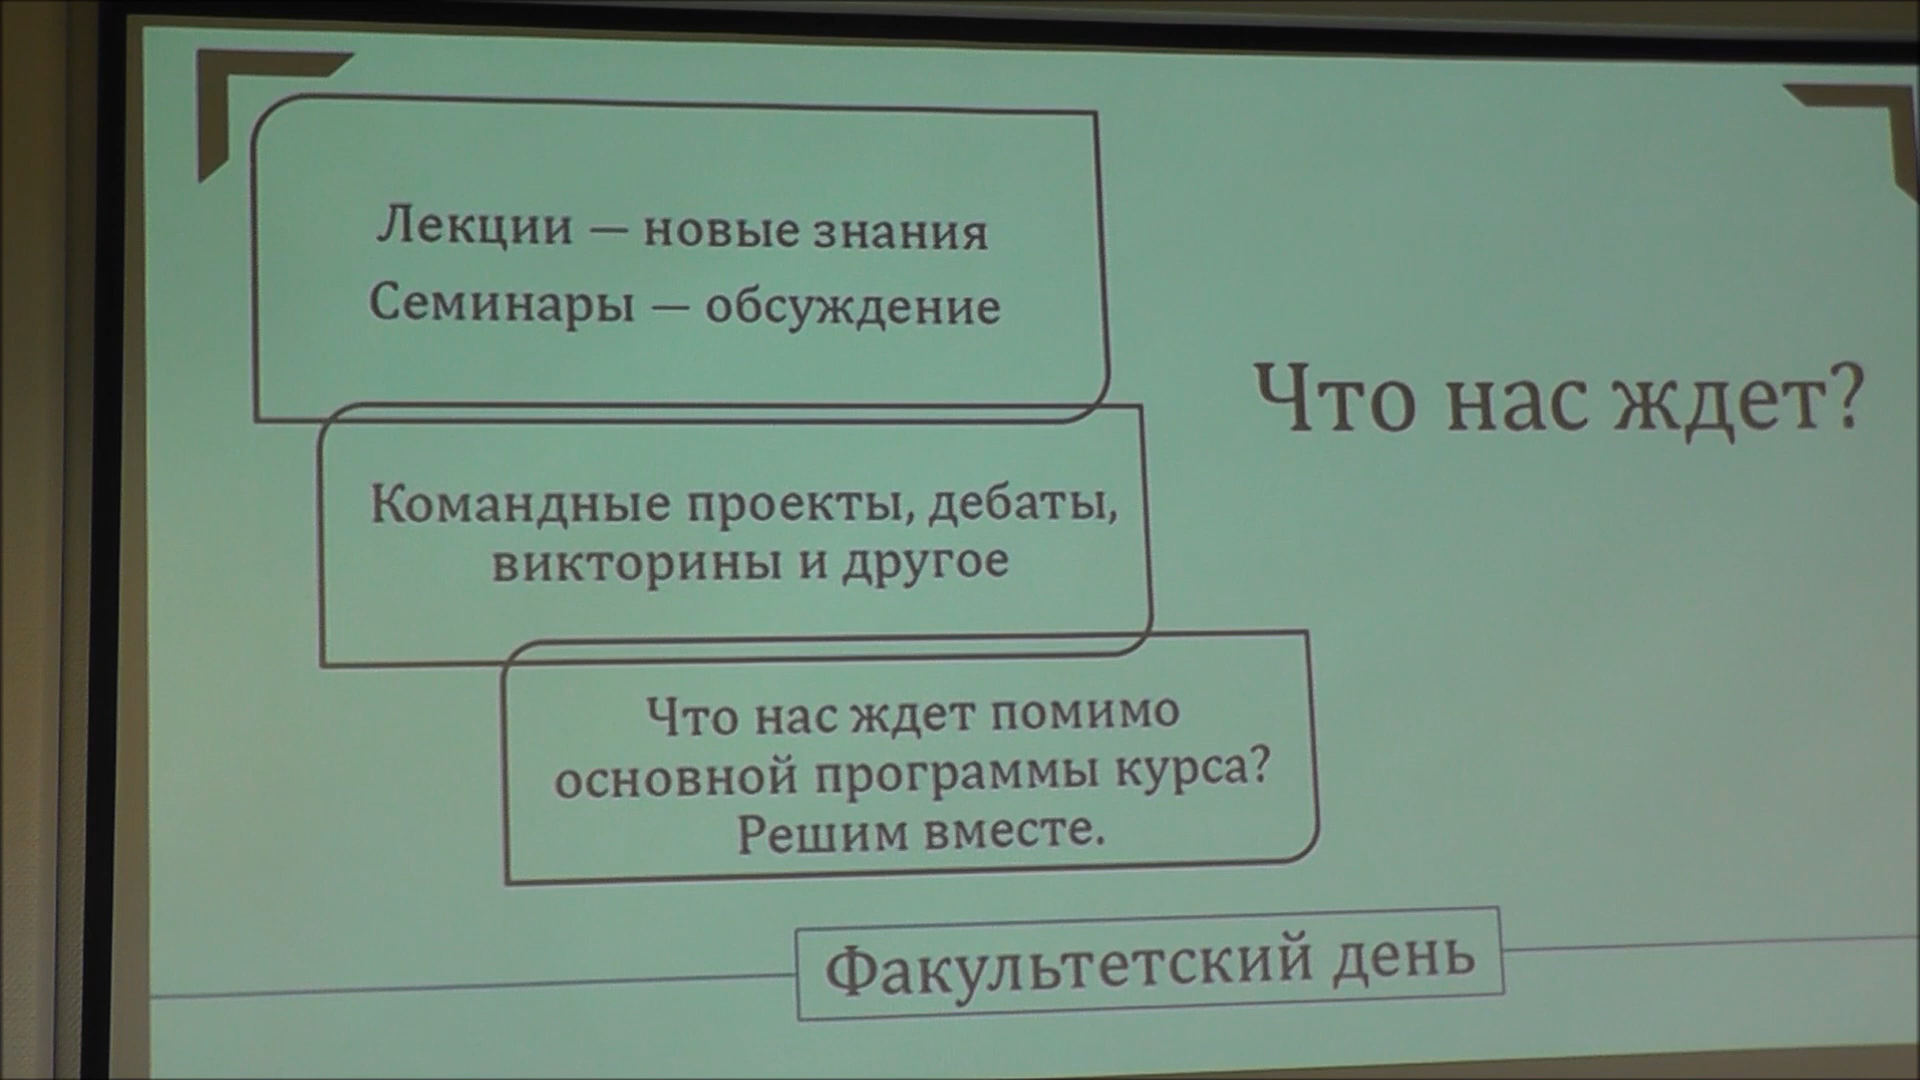 Лекции — новые знания
Семинары — обсуждение
Что нас ждет?
Командные проекты, дебаты,
викторины и другое
Что нас ждет помимо
основной программы курса?
Решим вместе.
Факультетский день